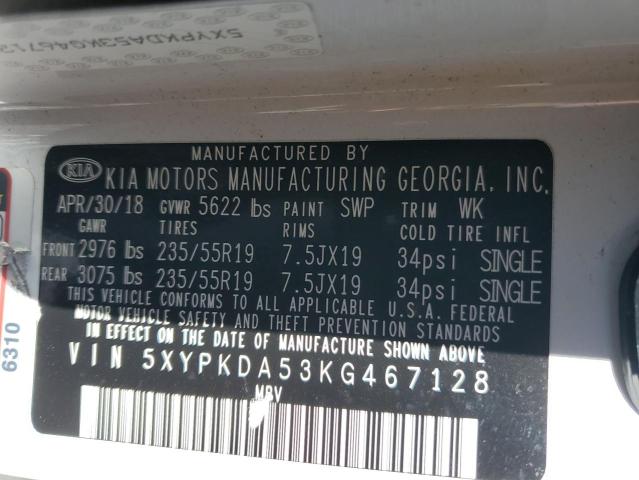 5XYPKDA53KG46712
MANUFACTURED BY
KIA KIA MOTORS MANUFACTURING GEORGIA, INC.
APR/30/18 GVWR 5622 lbs PAINT SWP TRIM WK
GAWR TIRES RIMS COLD TIRE INFL
FRONT 2976 lbs 235/55R19 7.5JX19 34psi SINGLE
REAR 3075 lbs 235/55R19 7.5JX19 34psi SINGLE
THIS VEHICLE CONFORMS TO ALL APPLICABLE U.S.A. FEDERAL
MOTOR VEHICLE SAFETY AND THEFT PREVENTION STANDARDS
IN EFFECT ON THE DATE OF MANUFACTURE SHOWN ABOVE
VIN 5XYPKDA53KG467128
MPV
6310